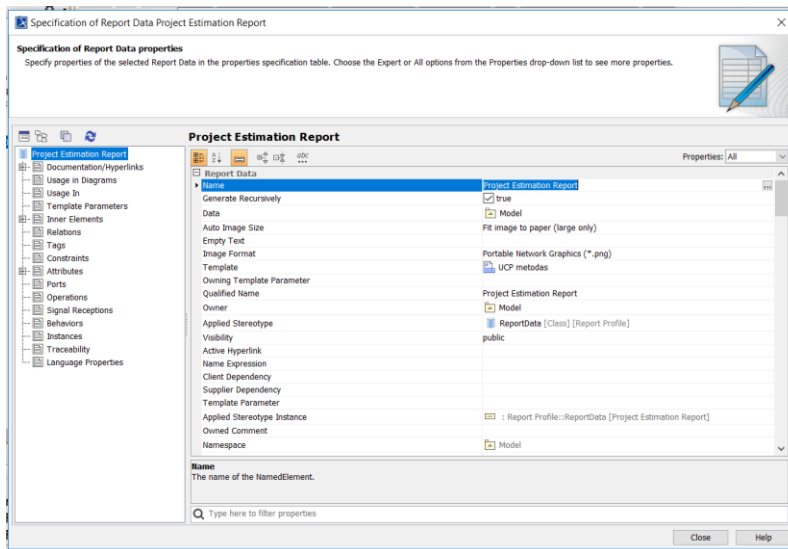 Specification of Report Data Project Estimation Report
Specification of Report Data properties
Specify properties of the selected Report Data in the properties specification table. Choose the Expert or All options from the Properties drop-down list to see more properties.
Project Estimation Report
Documentation/Hyperlinks
Usage in Diagrams
Usage In
Template Parameters
Inner Elements
Relations
Tags
Constraints
Attributes
Ports
Operations
Signal Receptions
Behaviors
Instances
Traceability
Language Properties
Project Estimation Report
Properties: All
Report Data
Name Project Estimation Report ...
Generate Recursively true
Data Model
Auto Image Size Fit image to paper (large only)
Empty Text
Image Format Portable Network Graphics (*.png)
Template UCP metodas
Owning Template Parameter
Qualified Name Project Estimation Report
Owner Model
Applied Stereotype ReportData [Class] [Report Profile]
Visibility public
Active Hyperlink
Name Expression
Client Dependency
Supplier Dependency
Template Parameter
Applied Stereotype Instance : Report Profile::ReportData [Project Estimation Report]
Owned Comment
Namespace Model
Name
The name of the NamedElement.
Type here to filter properties
Close Help